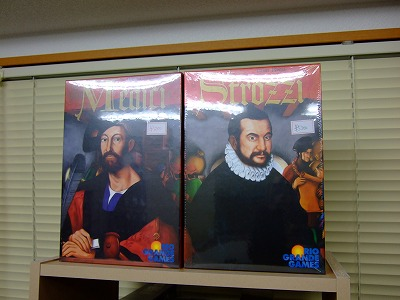 Medici
Strozzi
RIO
GRANDE
GAMES
RIO
GRANDE
GAMES